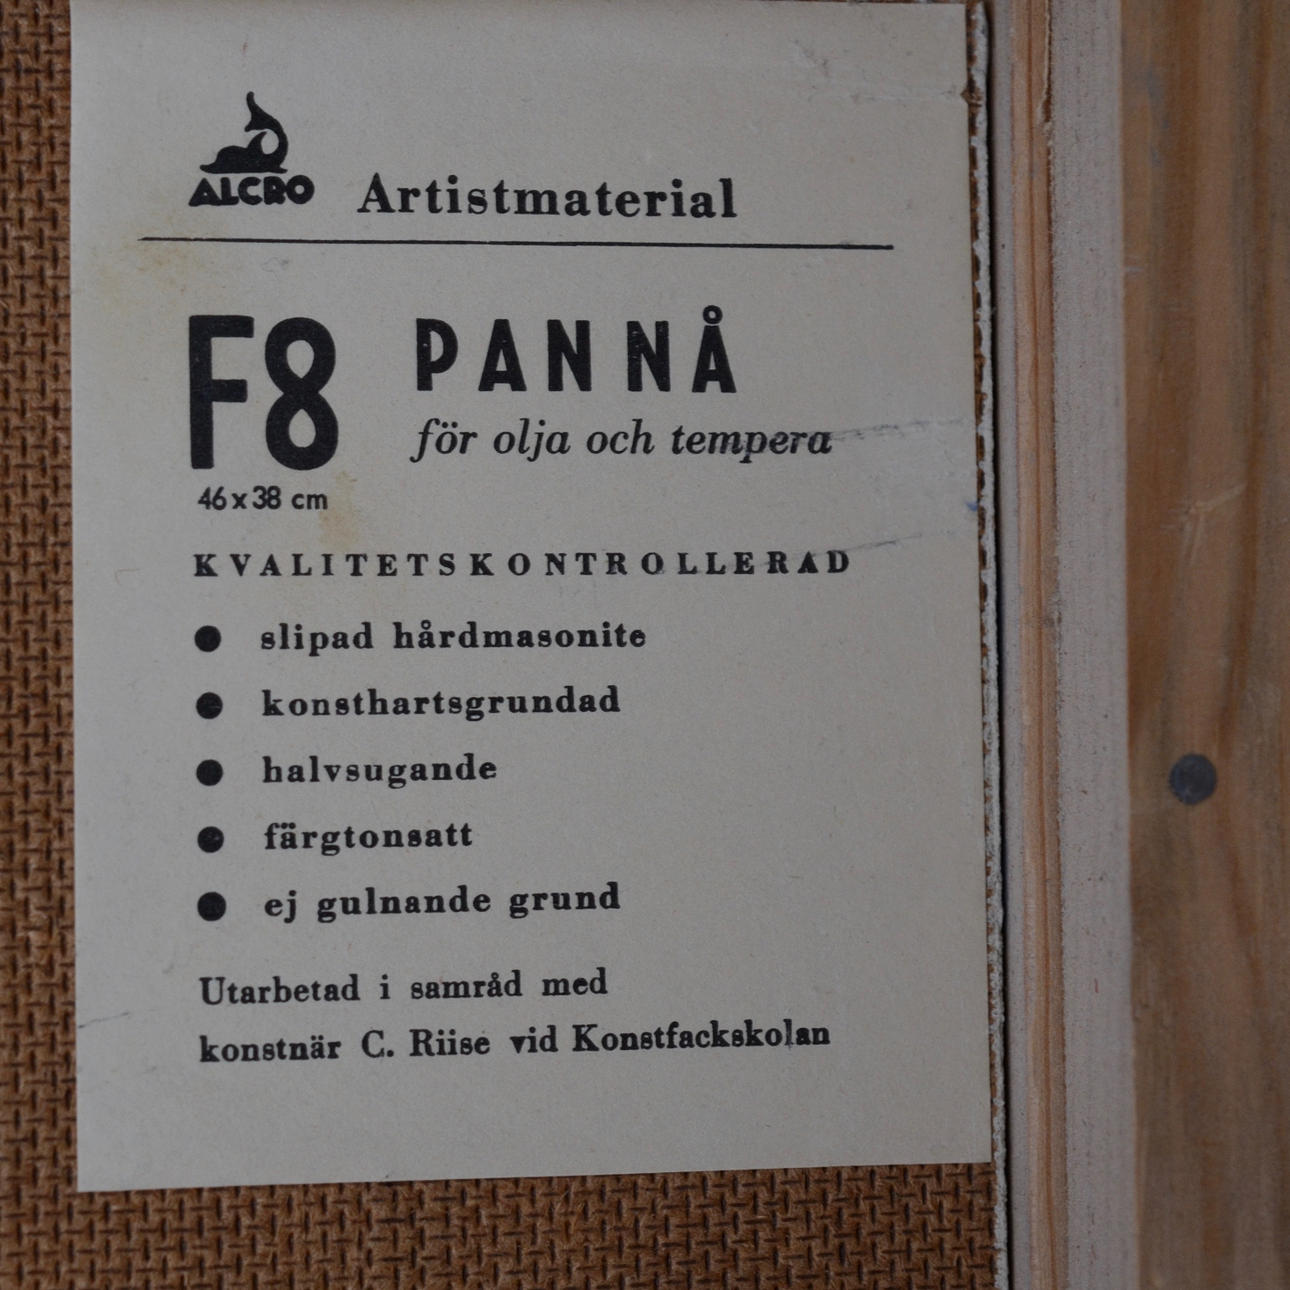 ALCRO Artistmaterial
F8 PANNÅ
för olja och tempera
46 x 38 cm
KVALITETSKONTROLLERAD
● slipad hårdmasonite
● konsthartsgrundad
● halvsugande
● färgtonsatt
● ej gulnande grund
Utarbetad i samråd med
konstnär C. Riise vid Konstfackskolan